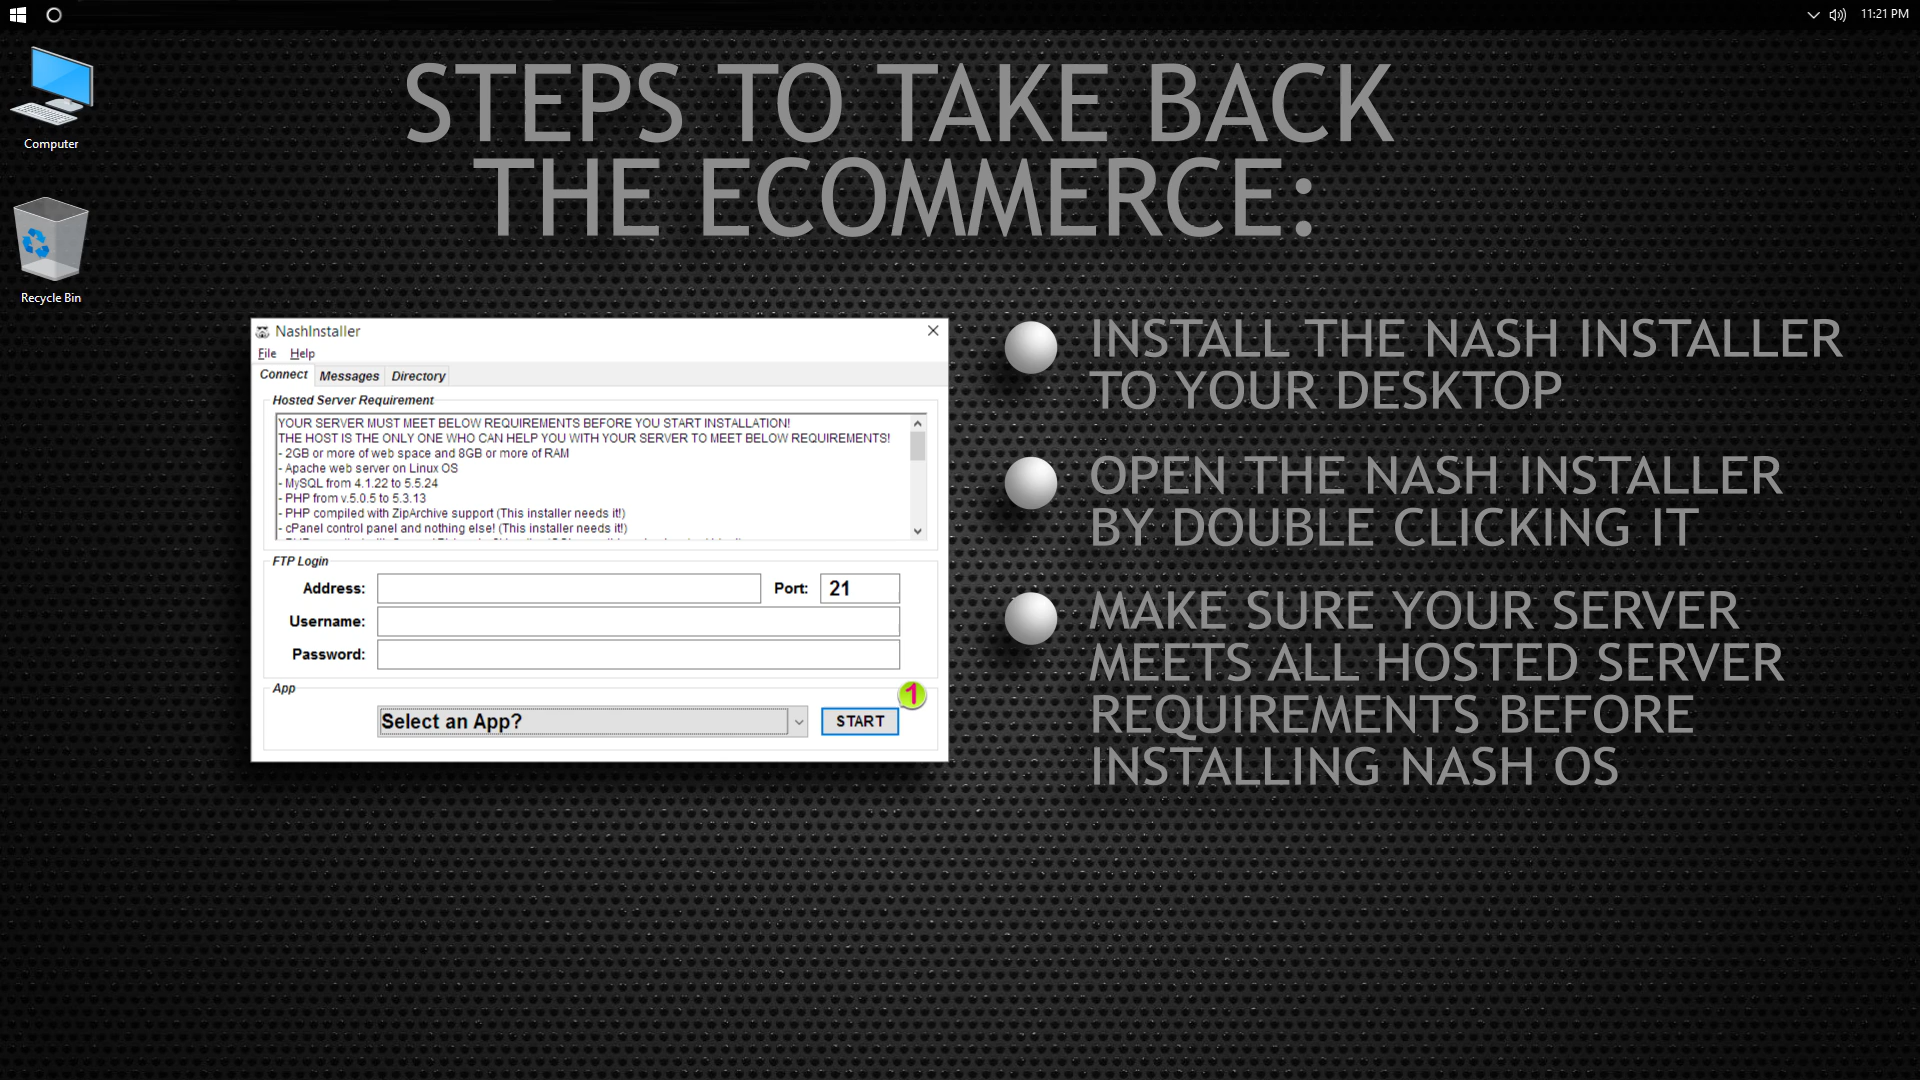 11:21 PM
Computer
Recycle Bin
STEPS TO TAKE BACK
THE ECOMMERCE:
NashInstaller
File Help
Connect Messages Directory
Hosted Server Requirement
YOUR SERVER MUST MEET BELOW REQUIREMENTS BEFORE YOU START INSTALLATION!
THE HOST IS THE ONLY ONE WHO CAN HELP YOU WITH YOUR SERVER TO MEET BELOW REQUIREMENTS!
- 2GB or more of web space and 8GB or more of RAM
- Apache web server on Linux OS
- MySQL from 4.1.22 to 5.5.24
- PHP from v.5.0.5 to 5.3.13
- PHP compiled with ZipArchive support (This installer needs it!)
- cPanel control panel and nothing else! (This installer needs it!)
FTP Login
Address: Port: 21
Username:
Password:
App
1
Select an App? START
INSTALL THE NASH INSTALLER
TO YOUR DESKTOP
OPEN THE NASH INSTALLER
BY DOUBLE CLICKING IT
MAKE SURE YOUR SERVER
MEETS ALL HOSTED SERVER
REQUIREMENTS BEFORE
INSTALLING NASH OS